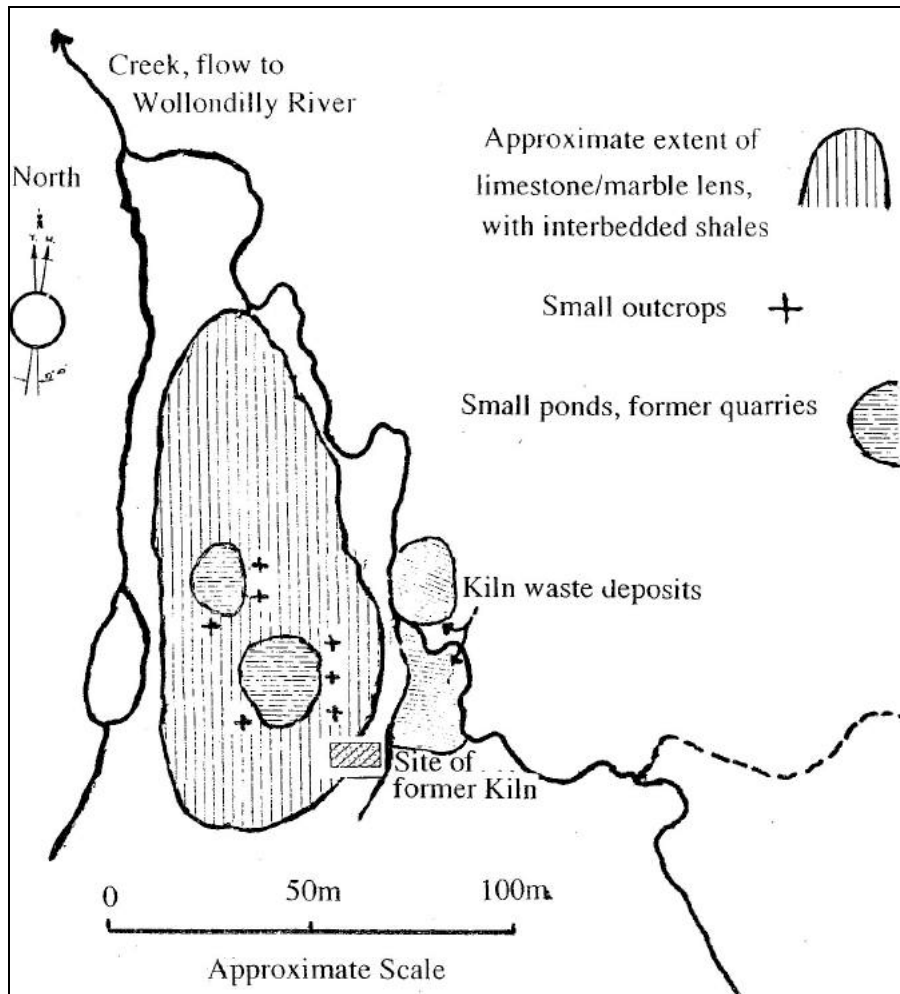 Creek, flow to
Wollondilly River
North
Approximate extent of
limestone/marble lens,
with interbedded shales
Small outcrops
Small ponds, former quarries
Kiln waste deposits
Site of
former Kiln
0 50m 100m
Approximate Scale